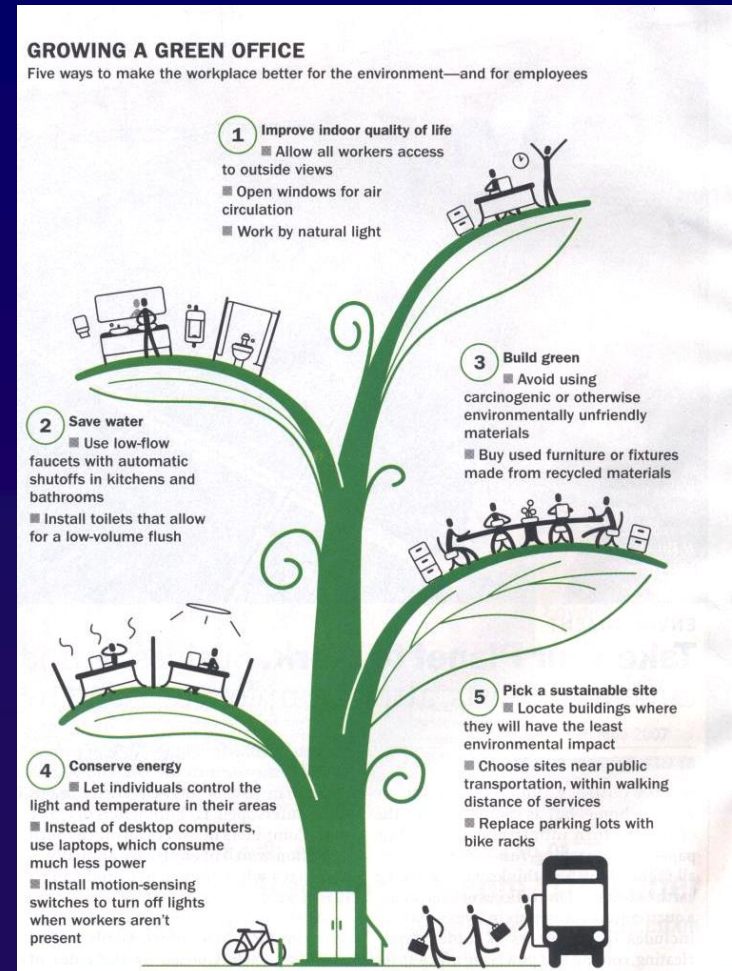 GROWING A GREEN OFFICE
Five ways to make the workplace better for the environment—and for employees
1 Improve indoor quality of life
■ Allow all workers access
to outside views
■ Open windows for air
circulation
■ Work by natural light
2 Save water
■ Use low-flow
faucets with automatic
shutoffs in kitchens and
bathrooms
■ Install toilets that allow
for a low-volume flush
3 Build green
■ Avoid using
carcinogenic or otherwise
environmentally unfriendly
materials
■ Buy used furniture or fixtures
made from recycled materials
4 Conserve energy
■ Let individuals control the
light and temperature in their areas
■ Instead of desktop computers,
use laptops, which consume
much less power
■ Install motion-sensing
switches to turn off lights
when workers aren't
present
5 Pick a sustainable site
■ Locate buildings where
they will have the least
environmental impact
■ Choose sites near public
transportation, within walking
distance of services
■ Replace parking lots with
bike racks